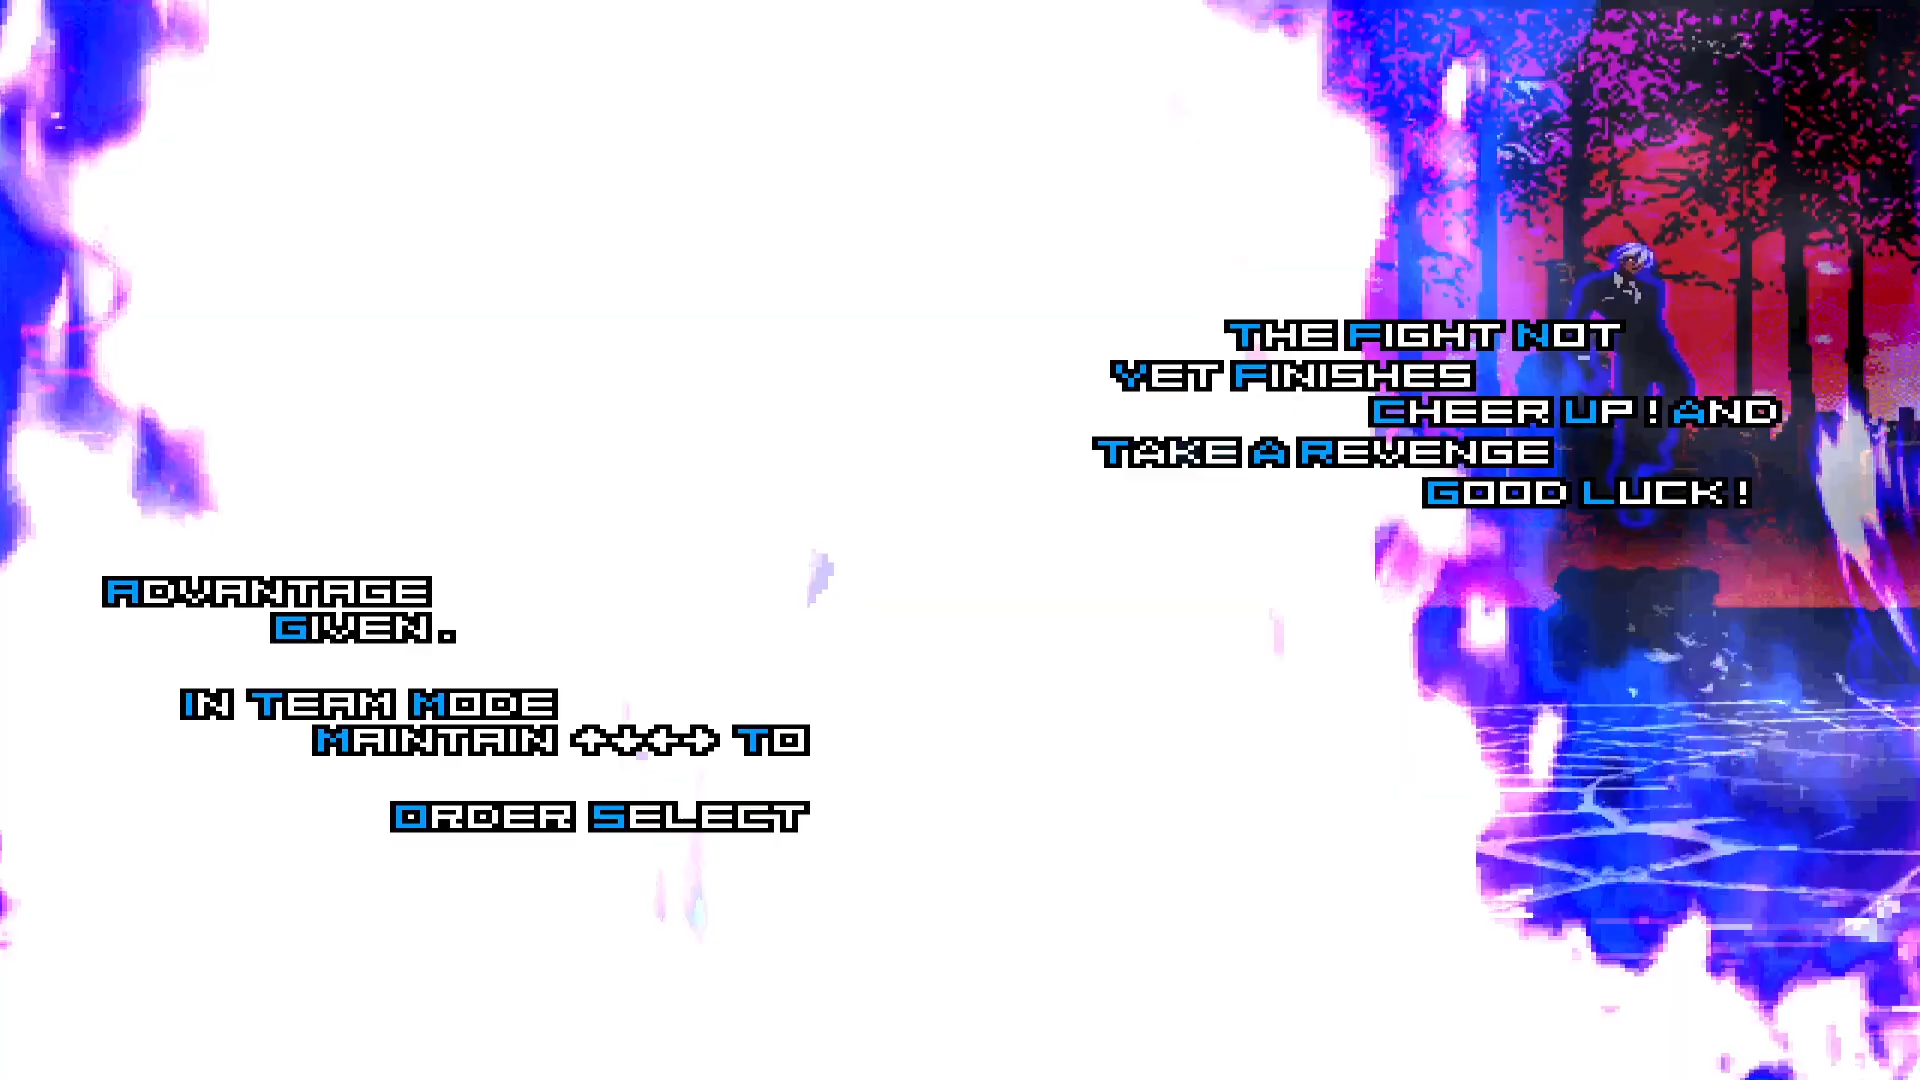 The Fight Not
Yet Finishes
Cheer Up! And
Take A Revenge
Good Luck!
Advantage
Given.
In Team Mode
Maintain ↑↓←→ To
Order Select